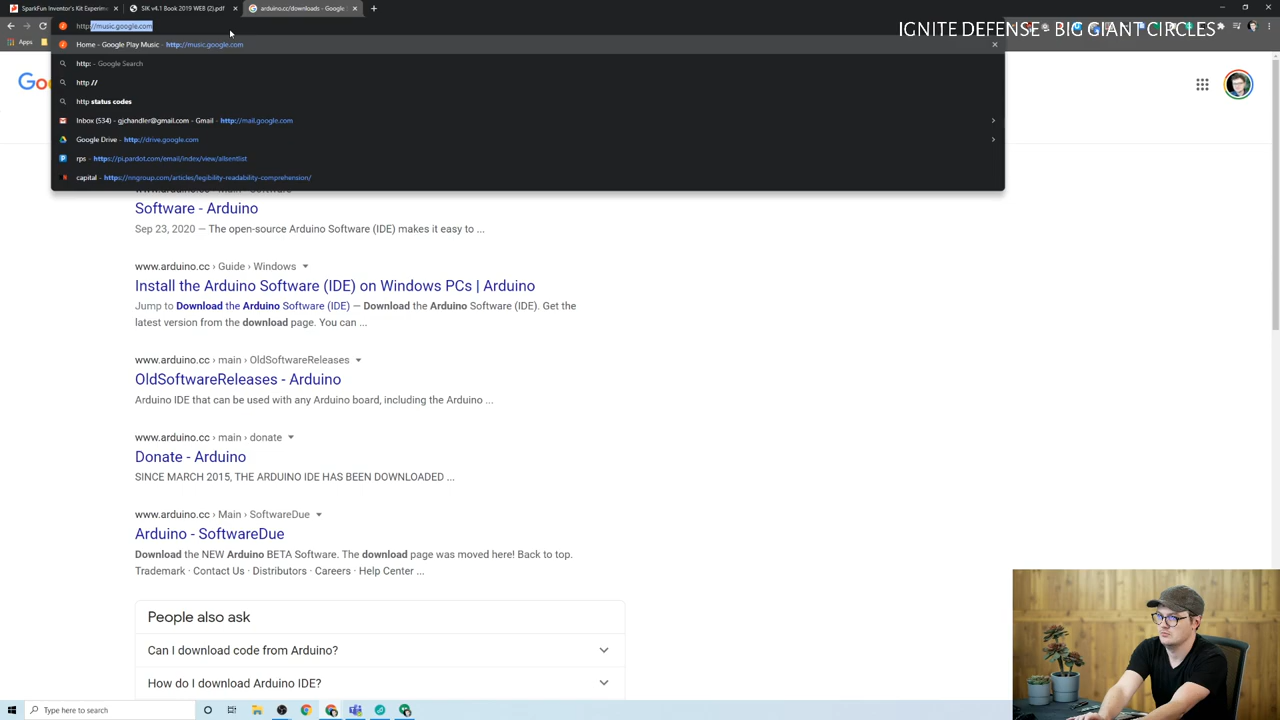 SparkFun Inventor's Kit Experim
SIK v4.1 Book 2019 WEB (2).pdf
arduino.cc/downloads - Google
http://music.google.com
IGNITE DEFENSE - BIG GIANT CIRCLES
Apps
Home - Google Play Music - http://music.google.com
http: - Google Search
http //
http status codes
Inbox (534) - gjchandler@gmail.com - Gmail - http://mail.google.com
Google Drive - http://drive.google.com
rps - https://pi.pardot.com/email/index/view/allsentlist
capital - https://nngroup.com/articles/legibility-readability-comprehension/
Goo
www.arduino.cc › Main › Software
Software - Arduino
Sep 23, 2020 — The open-source Arduino Software (IDE) makes it easy to ...
www.arduino.cc › Guide › Windows
Install the Arduino Software (IDE) on Windows PCs | Arduino
Jump to Download the Arduino Software (IDE) — Download the Arduino Software (IDE). Get the
latest version from the download page. You can ...
www.arduino.cc › main › OldSoftwareReleases
OldSoftwareReleases - Arduino
Arduino IDE that can be used with any Arduino board, including the Arduino ...
www.arduino.cc › main › donate
Donate - Arduino
SINCE MARCH 2015, THE ARDUINO IDE HAS BEEN DOWNLOADED ...
www.arduino.cc › Main › SoftwareDue
Arduino - SoftwareDue
Download the NEW Arduino BETA Software. The download page was moved here! Back to top.
Trademark · Contact Us · Distributors · Careers · Help Center ...
People also ask
Can I download code from Arduino?
How do I download Arduino IDE?
Type here to search